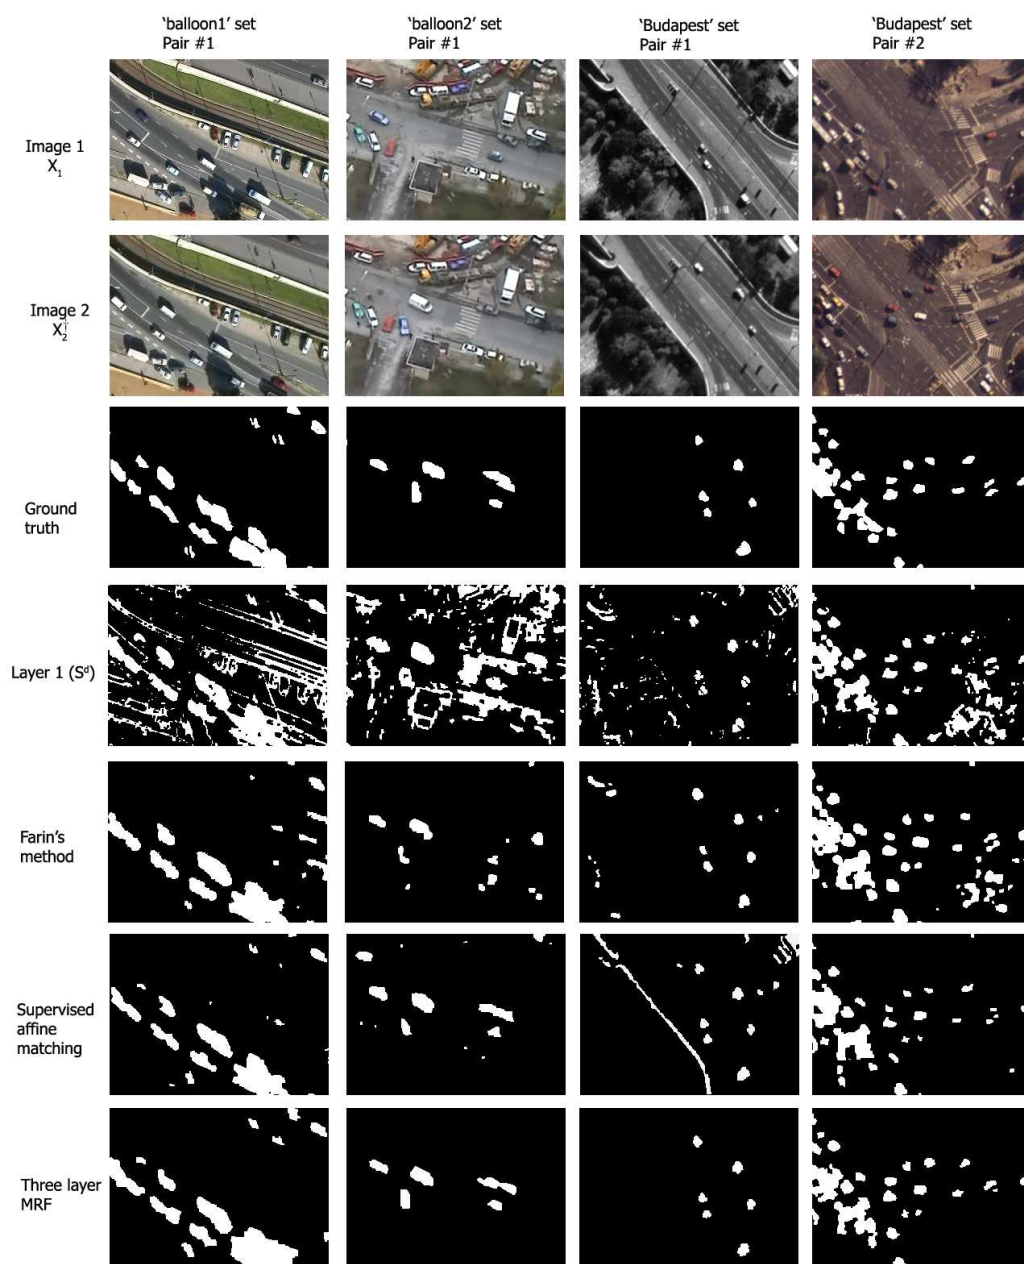 'balloon1' set
Pair #1
'balloon2' set
Pair #1
'Budapest' set
Pair #1
'Budapest' set
Pair #2
Image 1
X₁
Image 2
X̃₂
Ground
truth
Layer 1 (Sᵈ)
Farin's
method
Supervised
affine
matching
Three layer
MRF